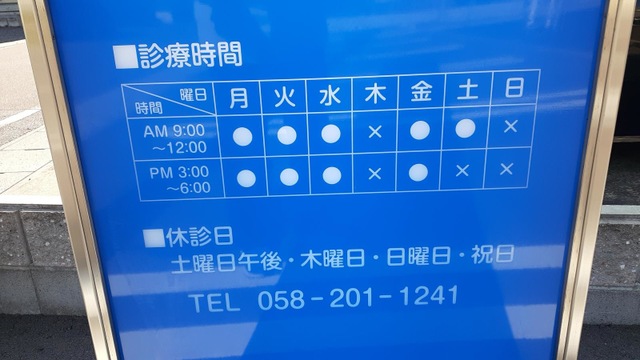 ■診療時間
曜日 月 火 水 木 金 土 日
時間
AM 9:00 ～12:00 ● ● ● × ● ● ×
PM 3:00 ～6:00 ● ● ● × ● × ×
■休診日
土曜日午後・木曜日・日曜日・祝日
TEL 058-201-1241